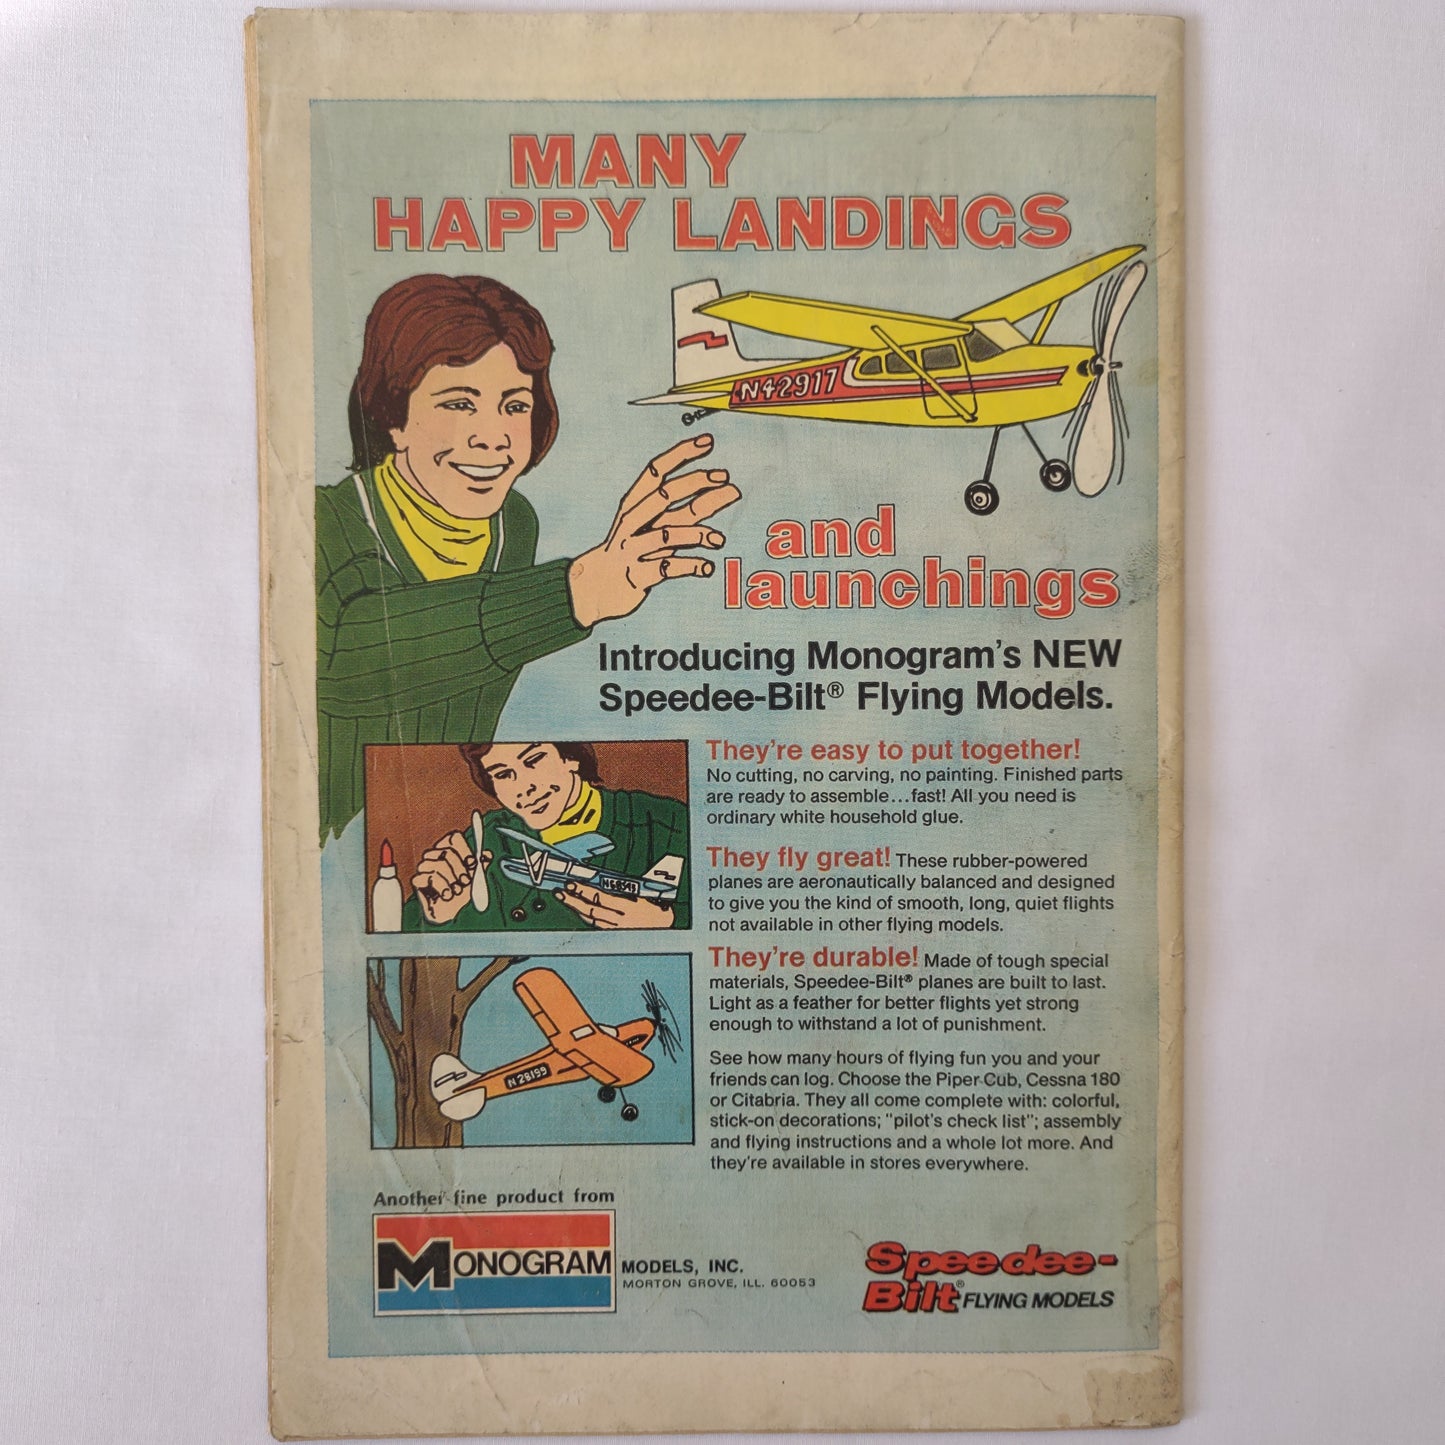 MANY
HAPPY LANDINGS
N42917
and
launchings
Introducing Monogram's NEW
Speedee-Bilt® Flying Models.
They're easy to put together!
No cutting, no carving, no painting. Finished parts
are ready to assemble...fast! All you need is
ordinary white household glue.
They fly great! These rubber-powered
planes are aeronautically balanced and designed
to give you the kind of smooth, long, quiet flights
not available in other flying models.
They're durable! Made of tough special
materials, Speedee-Bilt® planes are built to last.
Light as a feather for better flights yet strong
enough to withstand a lot of punishment.
N28199
See how many hours of flying fun you and your
friends can log. Choose the Piper Cub, Cessna 180
or Citabria. They all come complete with: colorful,
stick-on decorations; "pilot's check list"; assembly
and flying instructions and a whole lot more. And
they're available in stores everywhere.
Another fine product from
MONOGRAM MODELS, INC.
MORTON GROVE, ILL. 60053
Speedee-
Bilt® FLYING MODELS